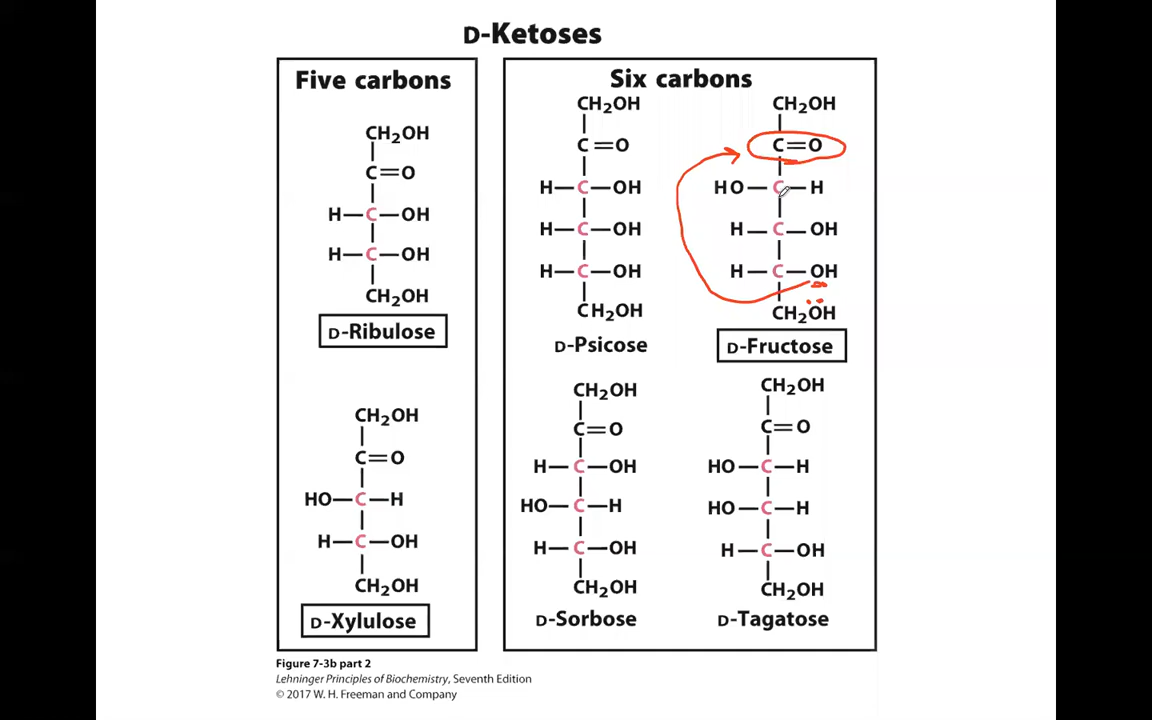 D-Ketoses
Five carbons
CH2OH
C=O
H—C—OH
H—C—OH
CH2OH
D-Ribulose
CH2OH
C=O
HO—C—H
H—C—OH
CH2OH
D-Xylulose
Six carbons
CH2OH
C=O
H—C—OH
H—C—OH
H—C—OH
CH2OH
D-Psicose
CH2OH
C=O
HO—C—H
H—C—OH
H—C—OH
CH2OH
D-Fructose
CH2OH
C=O
H—C—OH
HO—C—H
H—C—OH
CH2OH
D-Sorbose
CH2OH
C=O
HO—C—H
HO—C—H
H—C—OH
CH2OH
D-Tagatose
Figure 7-3b part 2
Lehninger Principles of Biochemistry, Seventh Edition
© 2017 W. H. Freeman and Company